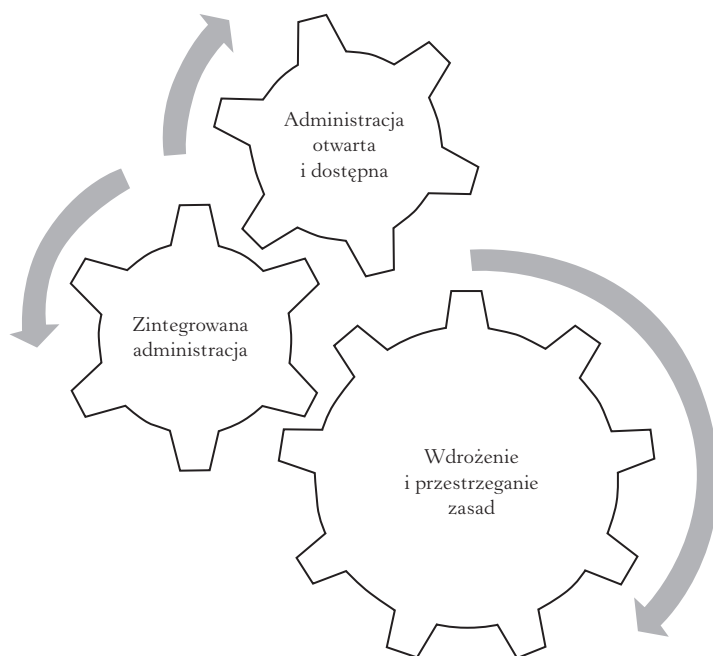 Administracja
otwarta
i dostępna
Zintegrowana
administracja
Wdrożenie
i przestrzeganie
zasad